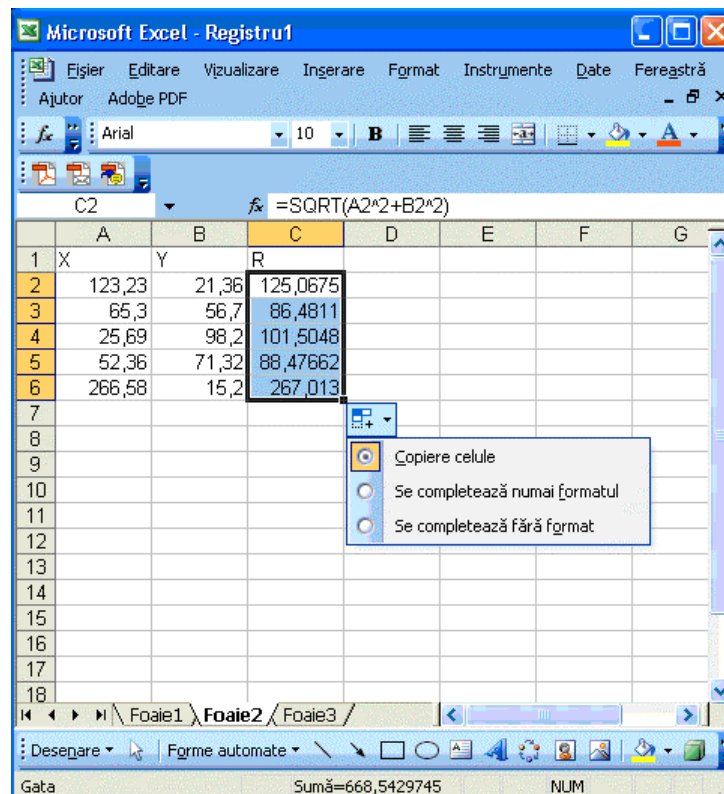 Microsoft Excel - Registru1
Fișier Editare Vizualizare Inserare Format Instrumente Date Fereastră
Ajutor Adobe PDF
fx Arial 10 B A
C2 fx =SQRT(A2^2+B2^2)
A B C D E F G
1 X Y R
2 123,23 21,36 125,0675
3 65,3 56,7 86,4811
4 25,69 98,2 101,5048
5 52,36 71,32 88,47662
6 266,58 15,2 267,013
7
8
9 Copiere celule
10 Se completează numai formatul
11 Se completează fără format
12
13
14
15
16
17
18
Foaie1 Foaie2 Foaie3
Desenare Forme automate
Gata Sumă=668,5429745 NUM